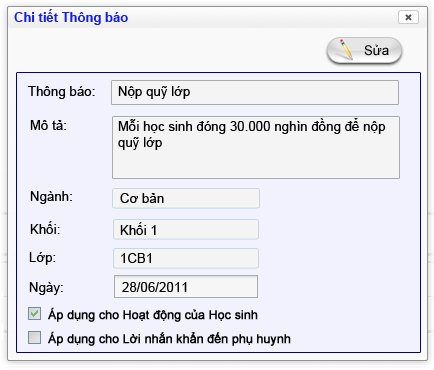 Chi tiết Thông báo
Sửa
Thông báo: Nộp quỹ lớp
Mô tả: Mỗi học sinh đóng 30.000 nghìn đồng để nộp
quỹ lớp
Ngành: Cơ bản
Khối: Khối 1
Lớp: 1CB1
Ngày: 28/06/2011
Áp dụng cho Hoạt động của Học sinh
Áp dụng cho Lời nhắn khẩn đến phụ huynh